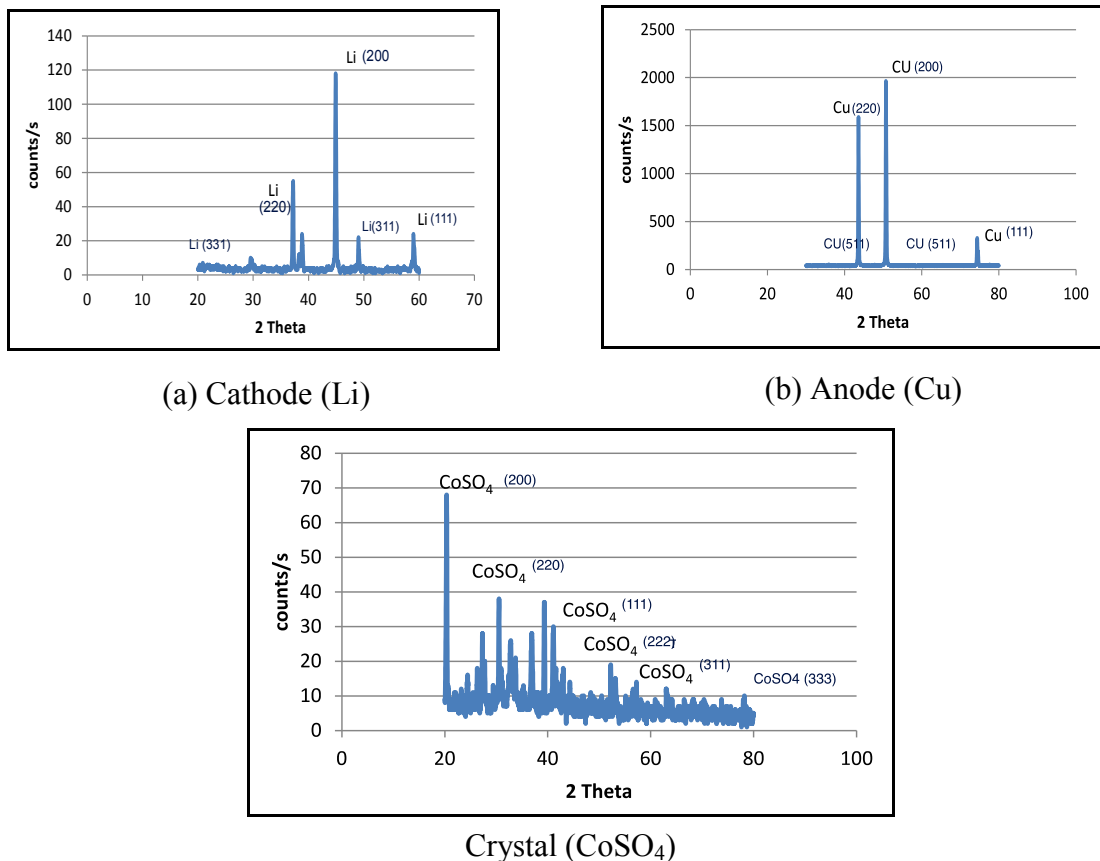 140
120
100
80
60
40
20
0
counts/s
Li (200
Li
(220)
Li (331)
Li(311)
Li (111)
0 10 20 30 40 50 60 70
2 Theta
(a) Cathode (Li)
2500
2000
1500
1000
500
0
counts/s
CU (200)
Cu (220)
CU(511)
CU (511)
Cu (111)
0 20 40 60 80 100
2 Theta
(b) Anode (Cu)
80
70
60
50
40
30
20
10
0
counts/s
CoSO₄ (200)
CoSO₄ (220)
CoSO₄ (111)
CoSO₄ (222)
CoSO₄ (311)
CoSO4 (333)
0 20 40 60 80 100
2 Theta
Crystal (CoSO₄)